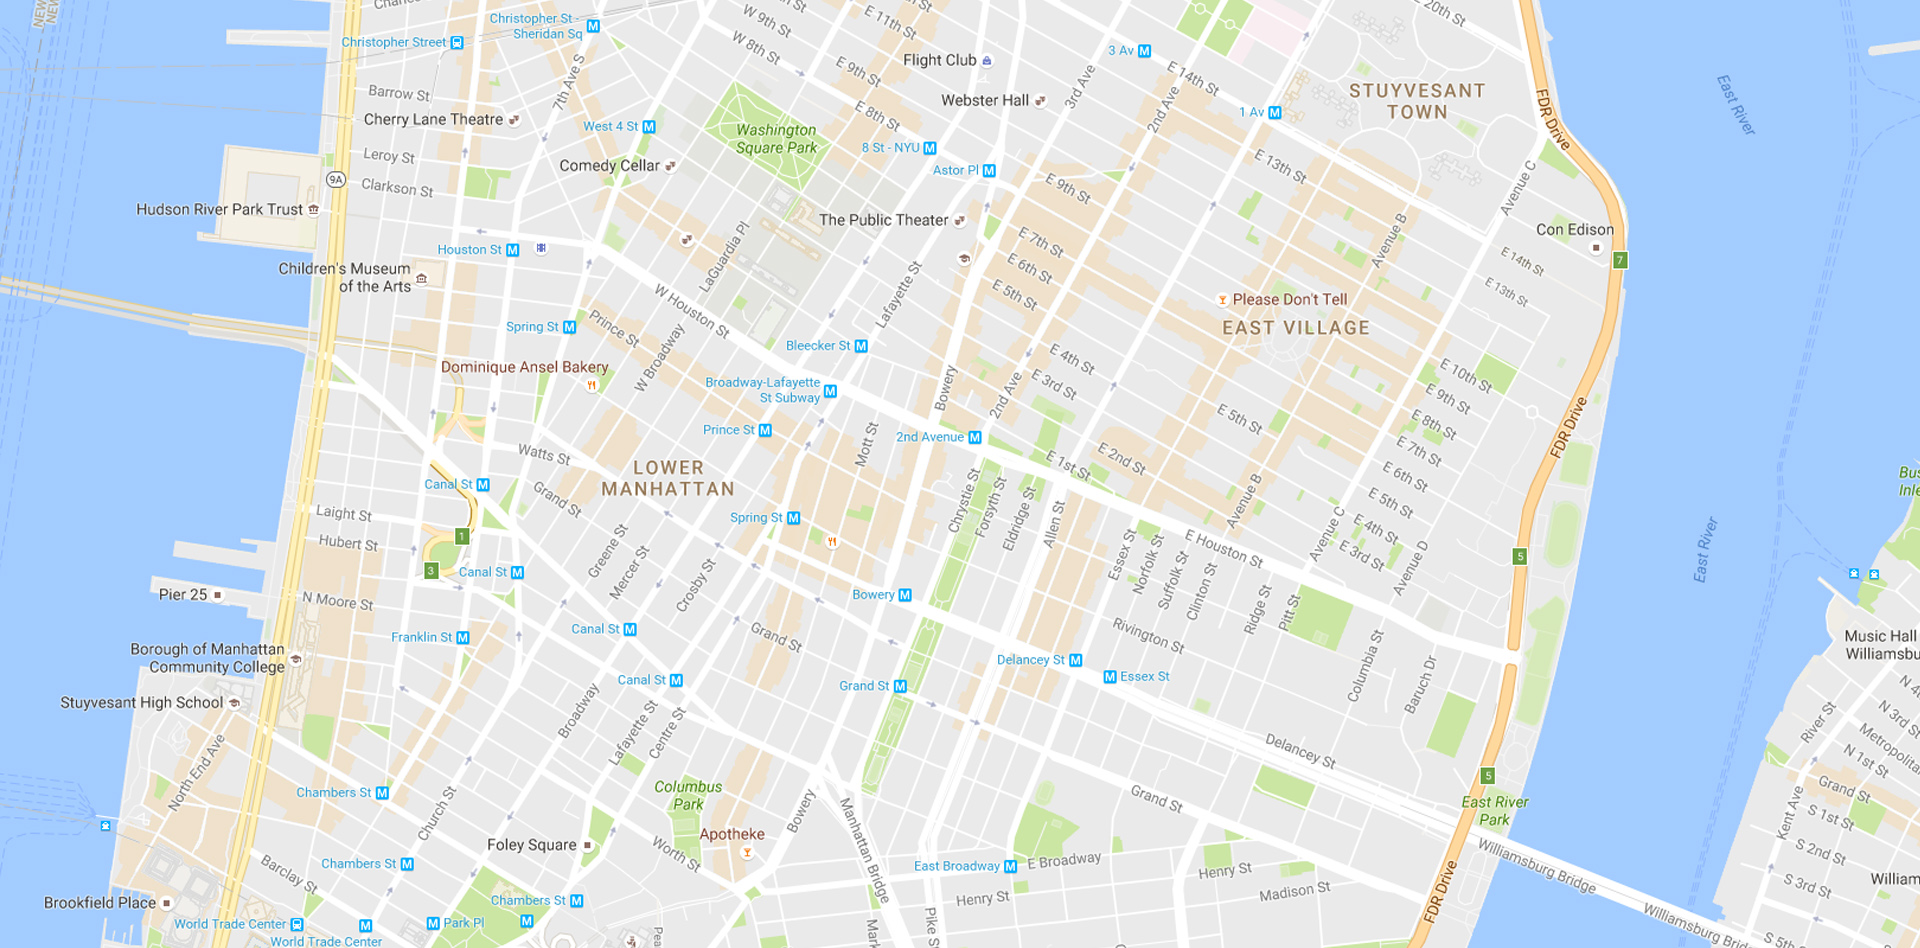 NEW
NEW
Charles
Christopher St -
Sheridan Sq
Christopher Street
W 9th St
W 8th St
E 11th St
E 9th St
E 8th St
Flight Club
Webster Hall
3 Av
3rd Ave
2nd Ave
E 14th St
1 Av
E 20th St
STUYVESANT
TOWN
FDR Drive
East River
7th Ave S
Barrow St
Cherry Lane Theatre
West 4 St
Leroy St
Clarkson St
9A
Comedy Cellar
Washington
Square Park
8 St - NYU
Astor Pl
The Public Theater
E 9th St
E 13th St
Avenue C
Avenue B
Con Edison
7
E 14th St
E 13th St
Hudson River Park Trust
Houston St
Children's Museum
of the Arts
LaGuardia Pl
Lafayette St
E 7th St
E 6th St
E 5th St
Please Don't Tell
EAST VILLAGE
Spring St
Prince St
W Houston St
W Broadway
Bleecker St
Dominique Ansel Bakery
Broadway-Lafayette
St Subway
Bowery
2nd Ave
E 4th St
E 3rd St
E 5th St
E 10th St
E 9th St
E 8th St
E 7th St
E 6th St
E 5th St
E 4th St
E 3rd St
FDR Drive
Prince St
Mott St
2nd Avenue
E 1st St
E 2nd St
Watts St
LOWER
MANHATTAN
Canal St
Grand St
Spring St
Chrystie St
Forsyth St
Eldridge St
Allen St
Avenue B
Avenue C
Avenue D
E Houston St
Laight St
Hubert St
1
3
Canal St
Greene St
Mercer St
Crosby St
Essex St
Norfolk St
Suffolk St
Clinton St
Ridge St
Pitt St
5
East River
Bus
Inle
Pier 25
N Moore St
Bowery
Franklin St
Canal St
Grand St
Rivington St
Columbia St
Baruch Dr
Music Hall
Williamsbu
Borough of Manhattan
Community College
Delancey St
Essex St
Stuyvesant High School
Canal St
Grand St
Broadway
Lafayette St
Centre St
Delancey St
N 4
N 3rd St
Metropolita
N 1st St
River St
North End Ave
Chambers St
Church St
Columbus
Park
Apotheke
Bowery
Manhattan Bridge
Grand St
5
East River
Park
Kent Ave
Grand St
S 1st St
S 2nd St
S 3rd St
S 5th S
William
Foley Square
Worth St
Chambers St
Barclay St
East Broadway
E Broadway
Henry St
Henry St
Madison St
FDR Drive
Williamsburg Bridge
Williamsburg Brid
Brookfield Place
World Trade Center
World Trade Center
Park Pl
Chambers St
Pea
Mark
Pike S